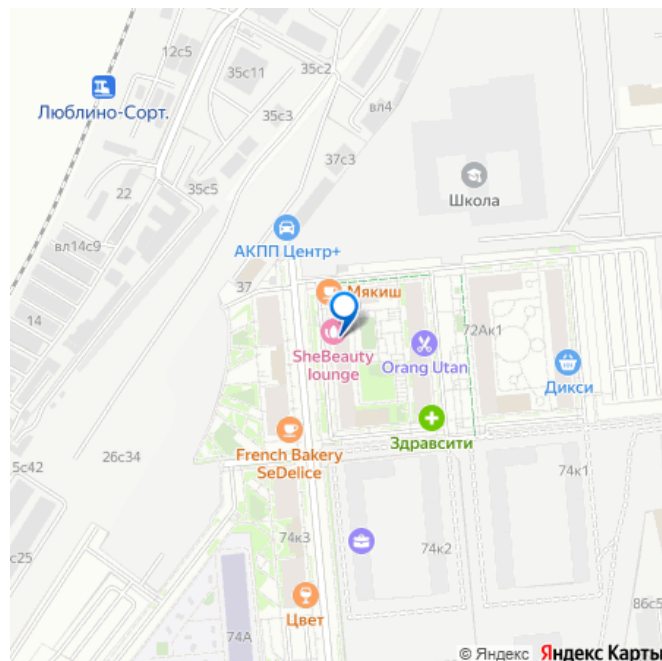 12с5
35с11
35с2
Люблино-Сорт.
35с3
вл4
37с3
22
35с5
Школа
вл14с9
АКПП Центр+
37
Мякиш
14
SheBeauty
lounge
Orang Utan
72Ак1
Дикси
French Bakery
SeDelice
Здравсити
5с42
26с34
74к1
74к3
74к2
с25
Цвет
86с5
74А
© Яндекс Яндекс Карты